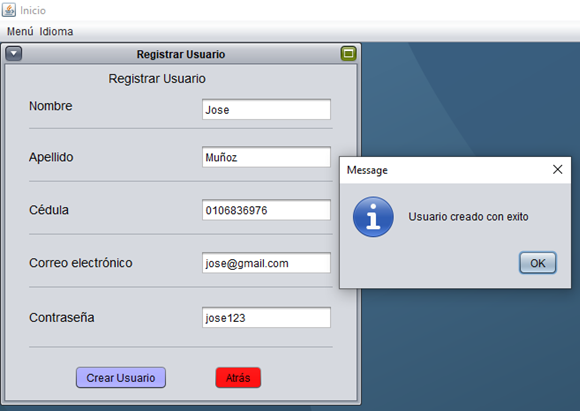 Inicio
Menú Idioma
Registrar Usuario
Registrar Usuario
Nombre Jose
Apellido Muñoz
Cédula 0106836976
Correo electrónico jose@gmail.com
Contraseña jose123
Crear Usuario Atrás
Message
Usuario creado con exito
OK